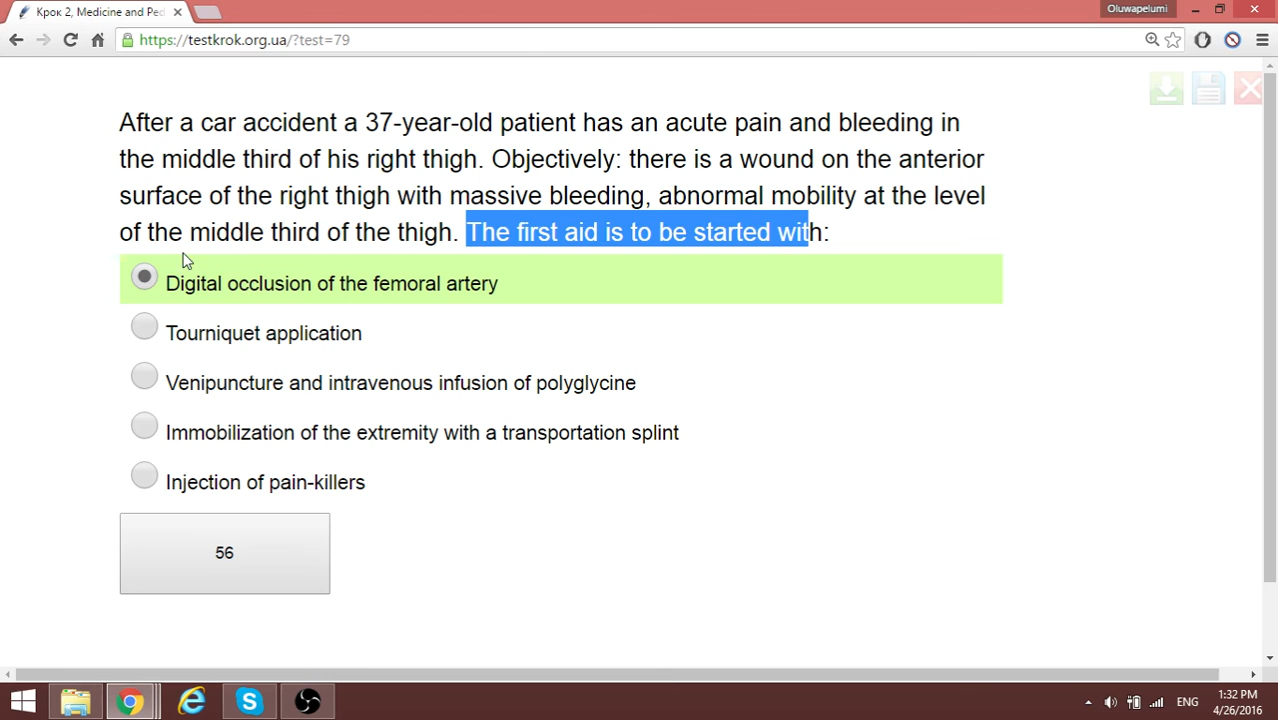 Крок 2, Medicine and Pec
Oluwapelumi
https://testkrok.org.ua/?test=79
After a car accident a 37-year-old patient has an acute pain and bleeding in
the middle third of his right thigh. Objectively: there is a wound on the anterior
surface of the right thigh with massive bleeding, abnormal mobility at the level
of the middle third of the thigh. The first aid is to be started with:
Digital occlusion of the femoral artery
Tourniquet application
Venipuncture and intravenous infusion of polyglycine
Immobilization of the extremity with a transportation splint
Injection of pain-killers
56
ENG
1:32 PM
4/26/2016